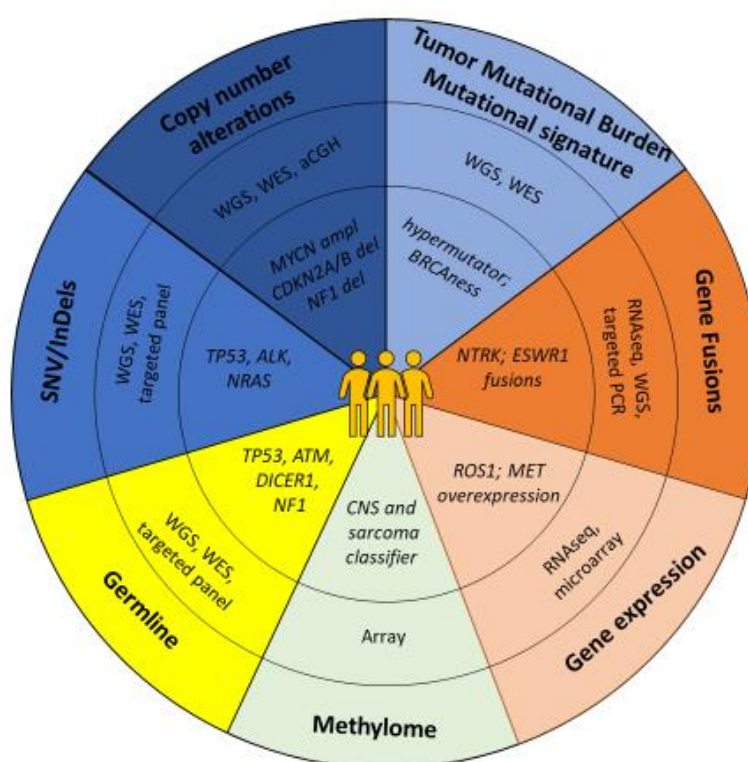 Copy number
alterations
WGS, WES, aCGH
MYCN ampl
CDKN2A/B del
NF1 del
Tumor Mutational Burden
Mutational signature
WGS, WES
hypermutator;
BRCAness
Gene Fusions
RNAseq, WGS,
targeted PCR
NTRK; ESWR1
fusions
Gene expression
RNAseq,
microarray
ROS1; MET
overexpression
Methylome
Array
CNS and
sarcoma
classifier
Germline
WGS, WES,
targeted panel
TP53, ATM,
DICER1,
NF1
SNV/InDels
WGS, WES,
targeted panel
TP53, ALK,
NRAS